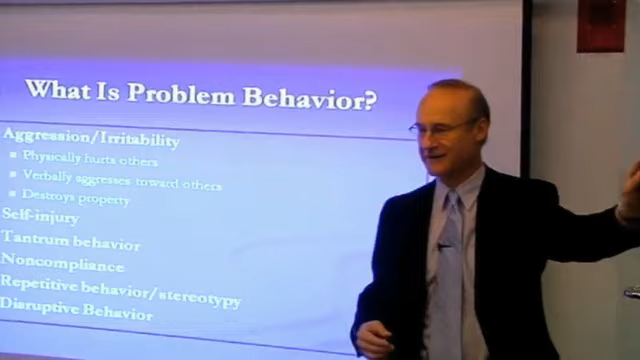 What Is Problem Behavior?
Aggression/Irritability
Physically hurts others
Verbally aggresses toward others
Destroys property
Self-injury
Tantrum behavior
Noncompliance
Repetitive behavior/stereotypy
Disruptive Behavior